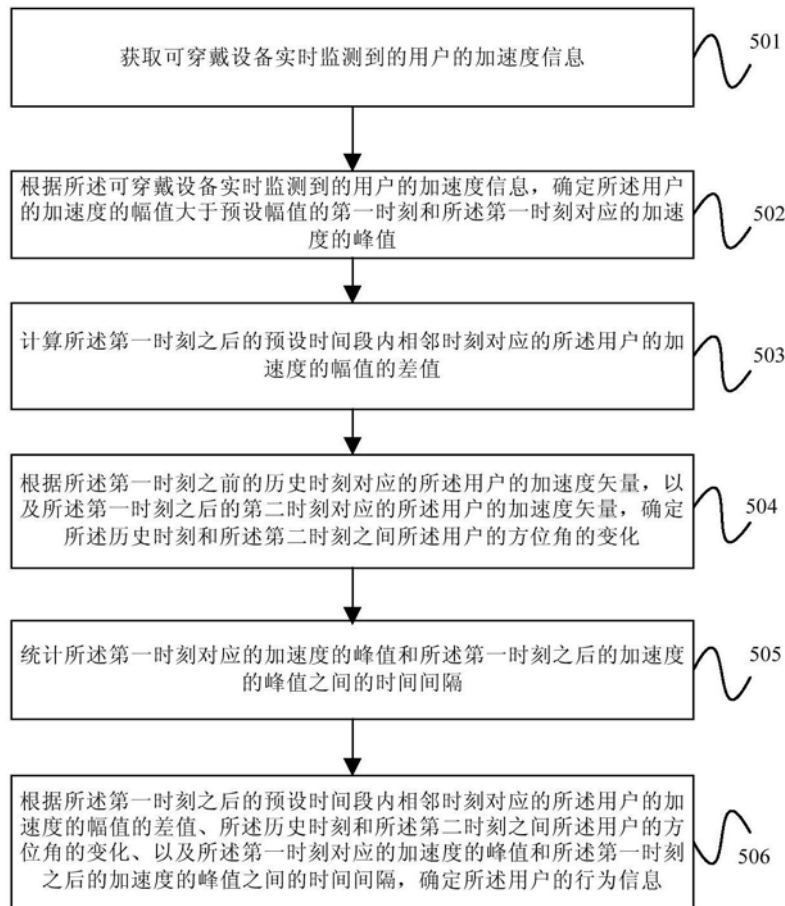 获取可穿戴设备实时监测到的用户的加速度信息
501
根据所述可穿戴设备实时监测到的用户的加速度信息，确定所述用户
的加速度的幅值大于预设幅值的第一时刻和所述第一时刻对应的加速
度的峰值
502
计算所述第一时刻之后的预设时间段内相邻时刻对应的所述用户的加
速度的幅值的差值
503
根据所述第一时刻之前的历史时刻对应的所述用户的加速度矢量，以
及所述第一时刻之后的第二时刻对应的所述用户的加速度矢量，确定
所述历史时刻和所述第二时刻之间所述用户的方位角的变化
504
统计所述第一时刻对应的加速度的峰值和所述第一时刻之后的加速度
的峰值之间的时间间隔
505
根据所述第一时刻之后的预设时间段内相邻时刻对应的所述用户的加
速度的幅值的差值、所述历史时刻和所述第二时刻之间所述用户的方
位角的变化、以及所述第一时刻对应的加速度的峰值和所述第一时刻
之后的加速度的峰值之间的时间间隔，确定所述用户的行为信息
506